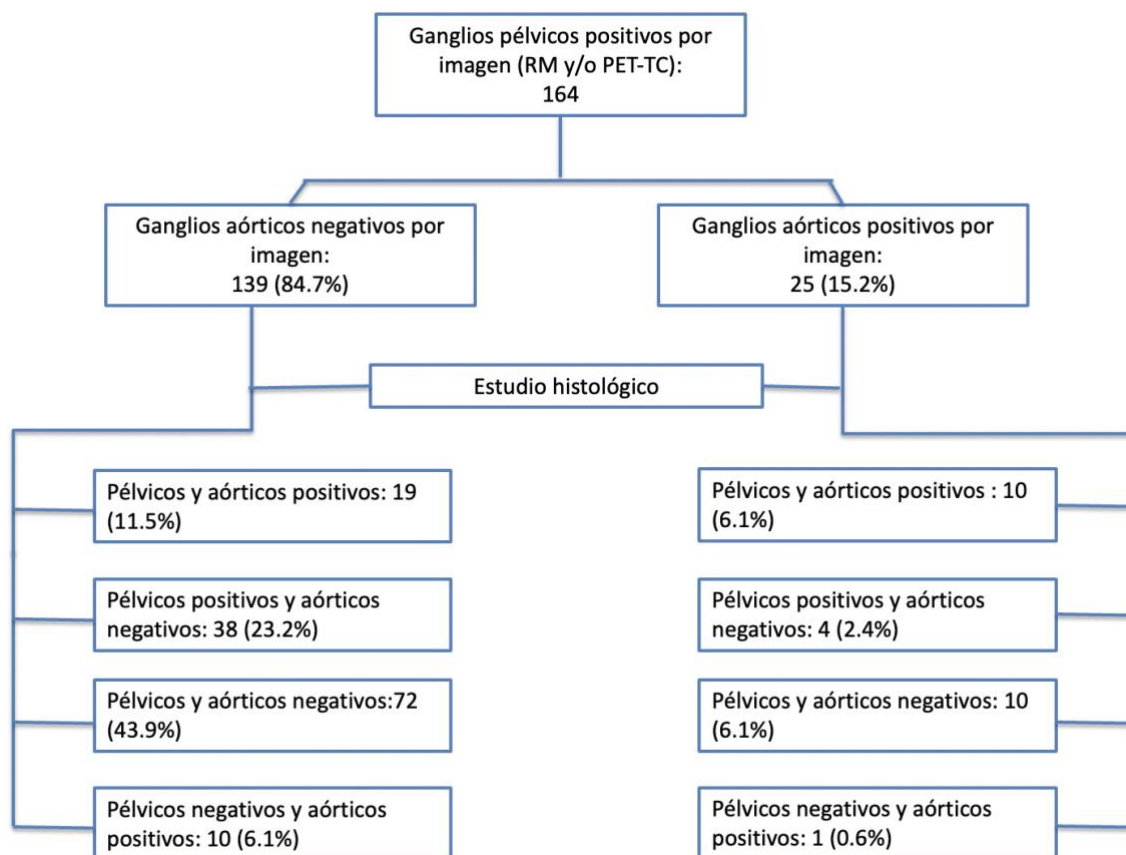 Ganglios pélvicos positivos por
imagen (RM y/o PET-TC):
164
Ganglios aórticos negativos por
imagen:
139 (84.7%)
Ganglios aórticos positivos por
imagen:
25 (15.2%)
Estudio histológico
Pélvicos y aórticos positivos: 19
(11.5%)
Pélvicos positivos y aórticos
negativos: 38 (23.2%)
Pélvicos y aórticos negativos:72
(43.9%)
Pélvicos negativos y aórticos
positivos: 10 (6.1%)
Pélvicos y aórticos positivos : 10
(6.1%)
Pélvicos positivos y aórticos
negativos: 4 (2.4%)
Pélvicos y aórticos negativos: 10
(6.1%)
Pélvicos negativos y aórticos
positivos: 1 (0.6%)